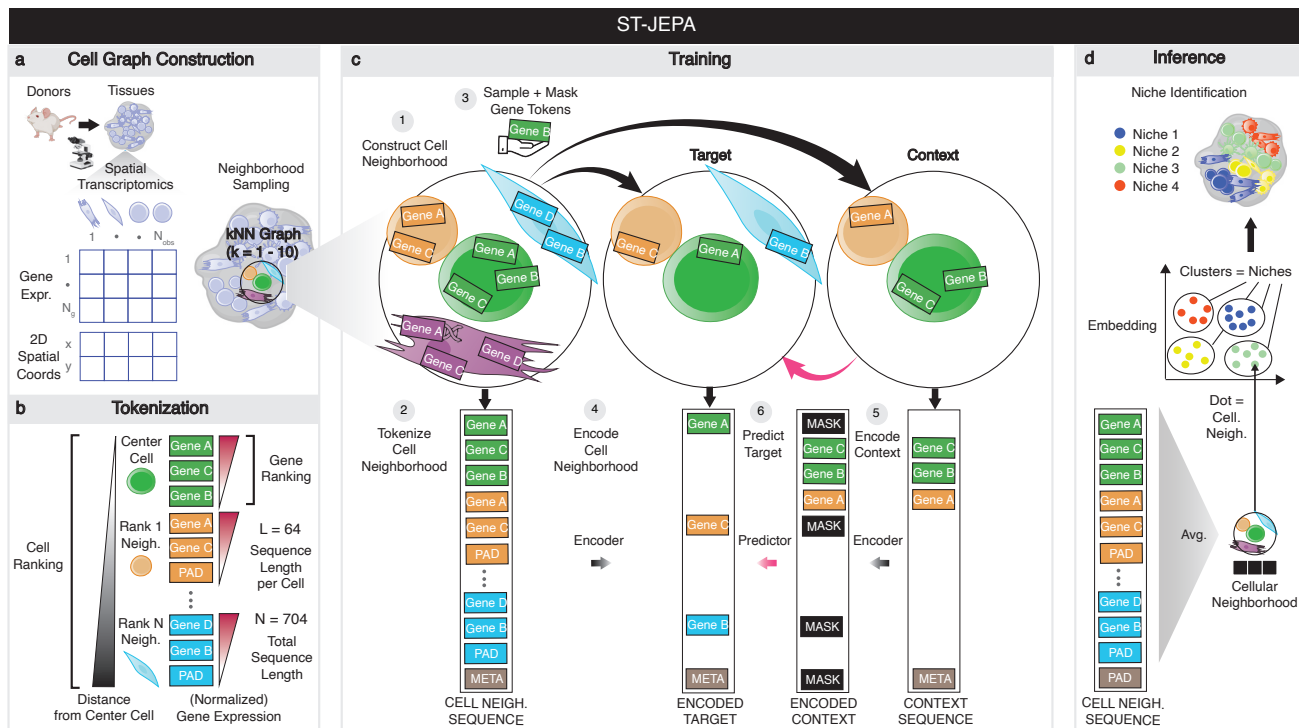 ST-JEPA
a
Cell Graph Construction
Donors
Tissues
Spatial
Transcriptomics
Neighborhood
Sampling
kNN Graph
(k = 1 - 10)
1
•
•
N_obs
1
•
N_g
Gene
Expr.
2D
Spatial
Coords
x
y
b
Tokenization
Cell
Ranking
Center
Cell
Gene A
Gene C
Gene B
Gene
Ranking
Rank 1
Neigh.
Gene A
Gene C
PAD
L = 64
Sequence
Length
per Cell
Rank N
Neigh.
Gene D
Gene B
PAD
N = 704
Total
Sequence
Length
Distance
from Center Cell
(Normalized)
Gene Expression
c
Training
1
Construct Cell
Neighborhood
3
Sample + Mask
Gene Tokens
Gene B
Gene A
Gene C
Gene D
Gene B
Gene A
Gene B
Gene C
Gene A
Gene C
Gene D
Target
Gene C
Gene A
Gene B
Context
Gene A
Gene B
Gene C
2
Tokenize
Cell
Neighborhood
Gene A
Gene C
Gene B
Gene A
Gene C
PAD
Gene D
Gene B
PAD
META
CELL NEIGH.
SEQUENCE
4
Encode
Cell
Neighborhood
Encoder
Gene A
Gene C
Gene B
META
ENCODED
TARGET
6
Predict
Target
Predictor
MASK
Gene C
Gene B
Gene A
MASK
MASK
MASK
ENCODED
CONTEXT
5
Encode
Context
Encoder
Gene C
Gene B
Gene A
META
CONTEXT
SEQUENCE
d
Inference
Niche Identification
Niche 1
Niche 2
Niche 3
Niche 4
Clusters = Niches
Embedding
Dot =
Cell.
Neigh.
Gene A
Gene C
Gene B
Gene A
Gene C
PAD
Gene D
Gene B
PAD
PAD
CELL NEIGH.
SEQUENCE
Avg.
Cellular
Neighborhood